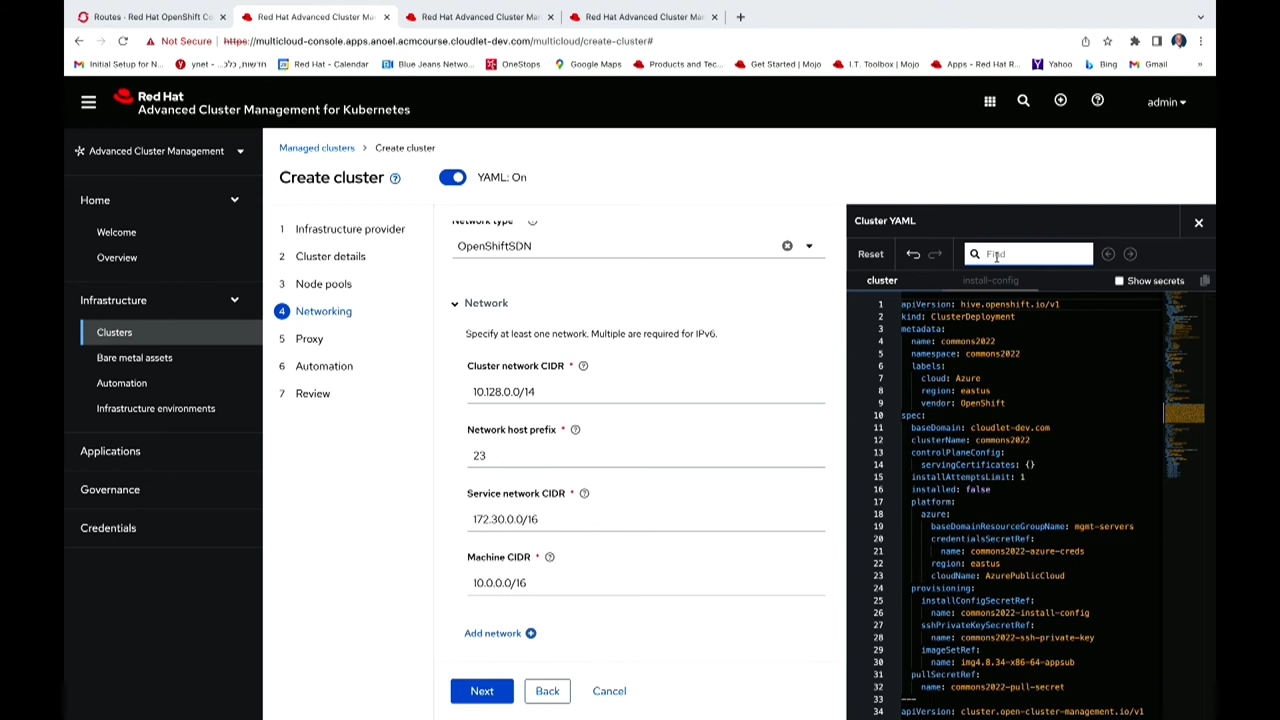 Routes · Red Hat OpenShift Co
Red Hat Advanced Cluster Ma
Red Hat Advanced Cluster Ma
Red Hat Advanced Cluster Ma
Not Secure
https://multicloud-console.apps.anoel.acmcourse.cloudlet-dev.com/multicloud/create-cluster#
Initial Setup for N...
ynet - חדשות, כלכ...
Red Hat - Calendar
Blue Jeans Netwo...
OneStops
Google Maps
Products and Tec...
Get Started | Mojo
I.T. Toolbox | Mojo
Apps - Red Hat R...
Yahoo
Bing
Gmail
»
Red Hat
Advanced Cluster Management for Kubernetes
admin
Advanced Cluster Management
Home
Welcome
Overview
Infrastructure
Clusters
Bare metal assets
Automation
Infrastructure environments
Applications
Governance
Credentials
Managed clusters > Create cluster
Create cluster
YAML: On
1 Infrastructure provider
2 Cluster details
3 Node pools
4 Networking
5 Proxy
6 Automation
7 Review
Network type
OpenShiftSDN
Network
Specify at least one network. Multiple are required for IPv6.
Cluster network CIDR *
10.128.0.0/14
Network host prefix *
23
Service network CIDR *
172.30.0.0/16
Machine CIDR *
10.0.0.0/16
Add network
Next
Back
Cancel
Cluster YAML
Reset
Find
cluster
install-config
Show secrets
1 apiVersion: hive.openshift.io/v1
2 kind: ClusterDeployment
3 metadata:
4 name: commons2022
5 namespace: commons2022
6 labels:
7 cloud: Azure
8 region: eastus
9 vendor: OpenShift
10 spec:
11 baseDomain: cloudlet-dev.com
12 clusterName: commons2022
13 controlPlaneConfig:
14 servingCertificates: {}
15 installAttemptsLimit: 1
16 installed: false
17 platform:
18 azure:
19 baseDomainResourceGroupName: mgmt-servers
20 credentialsSecretRef:
21 name: commons2022-azure-creds
22 region: eastus
23 cloudName: AzurePublicCloud
24 provisioning:
25 installConfigSecretRef:
26 name: commons2022-install-config
27 sshPrivateKeySecretRef:
28 name: commons2022-ssh-private-key
29 imageSetRef:
30 name: img4.8.34-x86-64-appsub
31 pullSecretRef:
32 name: commons2022-pull-secret
33 ---
34 apiVersion: cluster.open-cluster-management.io/v1